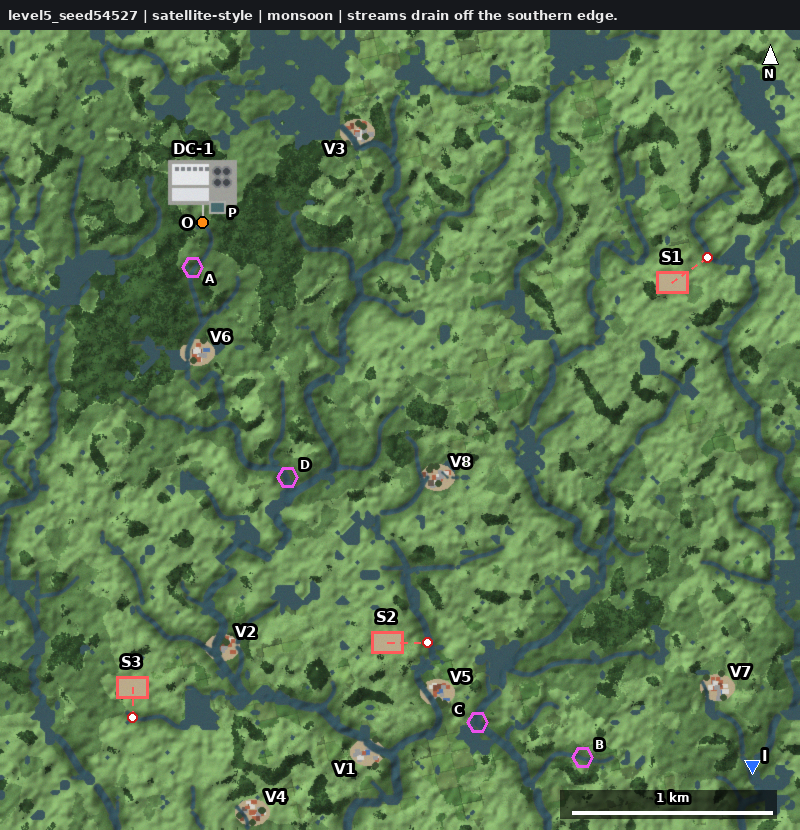 level5_seed54527 | satellite-style | monsoon | streams drain off the southern edge.
N
V3
DC-1
P
O
A
S1
V6
V8
D
S2
V2
S3
V5
V7
C
B
I
V1
V4
1 km